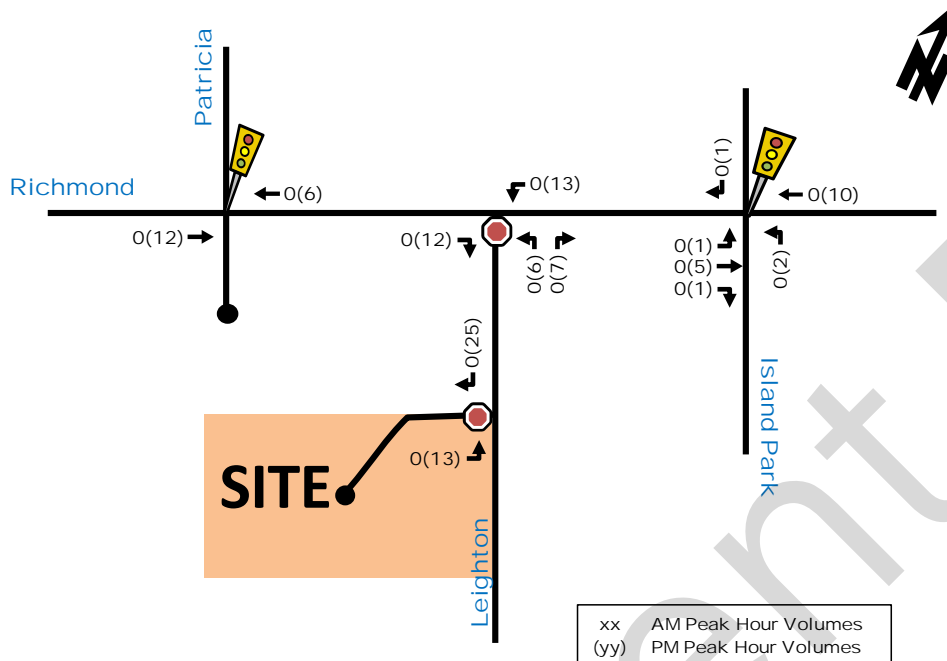 Patricia
Richmond
0(6)
0(12)
0(13)
0(12)
0(6)
0(7)
0(1)
0(10)
0(1)
0(5)
0(1)
0(2)
0(25)
0(13)
SITE
Leighton
Island Park
xx AM Peak Hour Volumes
(yy) PM Peak Hour Volumes